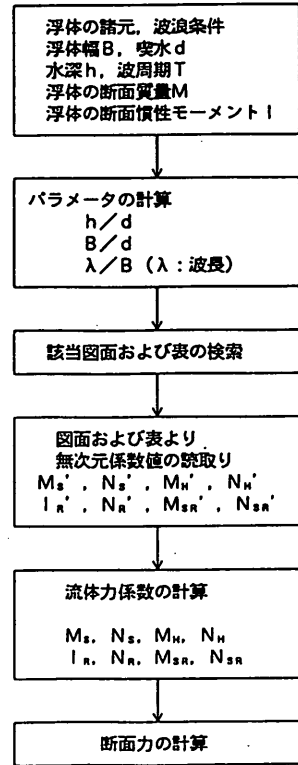 浮体の諸元，波浪条件
浮体幅B，喫水d
水深h，波周期T
浮体の断面質量M
浮体の断面慣性モーメントI
パラメータの計算
h／d
B／d
λ／B（λ：波長）
該当図面および表の検索
図面および表より
無次元係数値の読取り
Ms'，Ns'，MH'，NH'
IR'，NR'，MSR'，NSR'
流体力係数の計算
Ms，Ns，MH，NH
IR，NR，MSR，NSR
断面力の計算